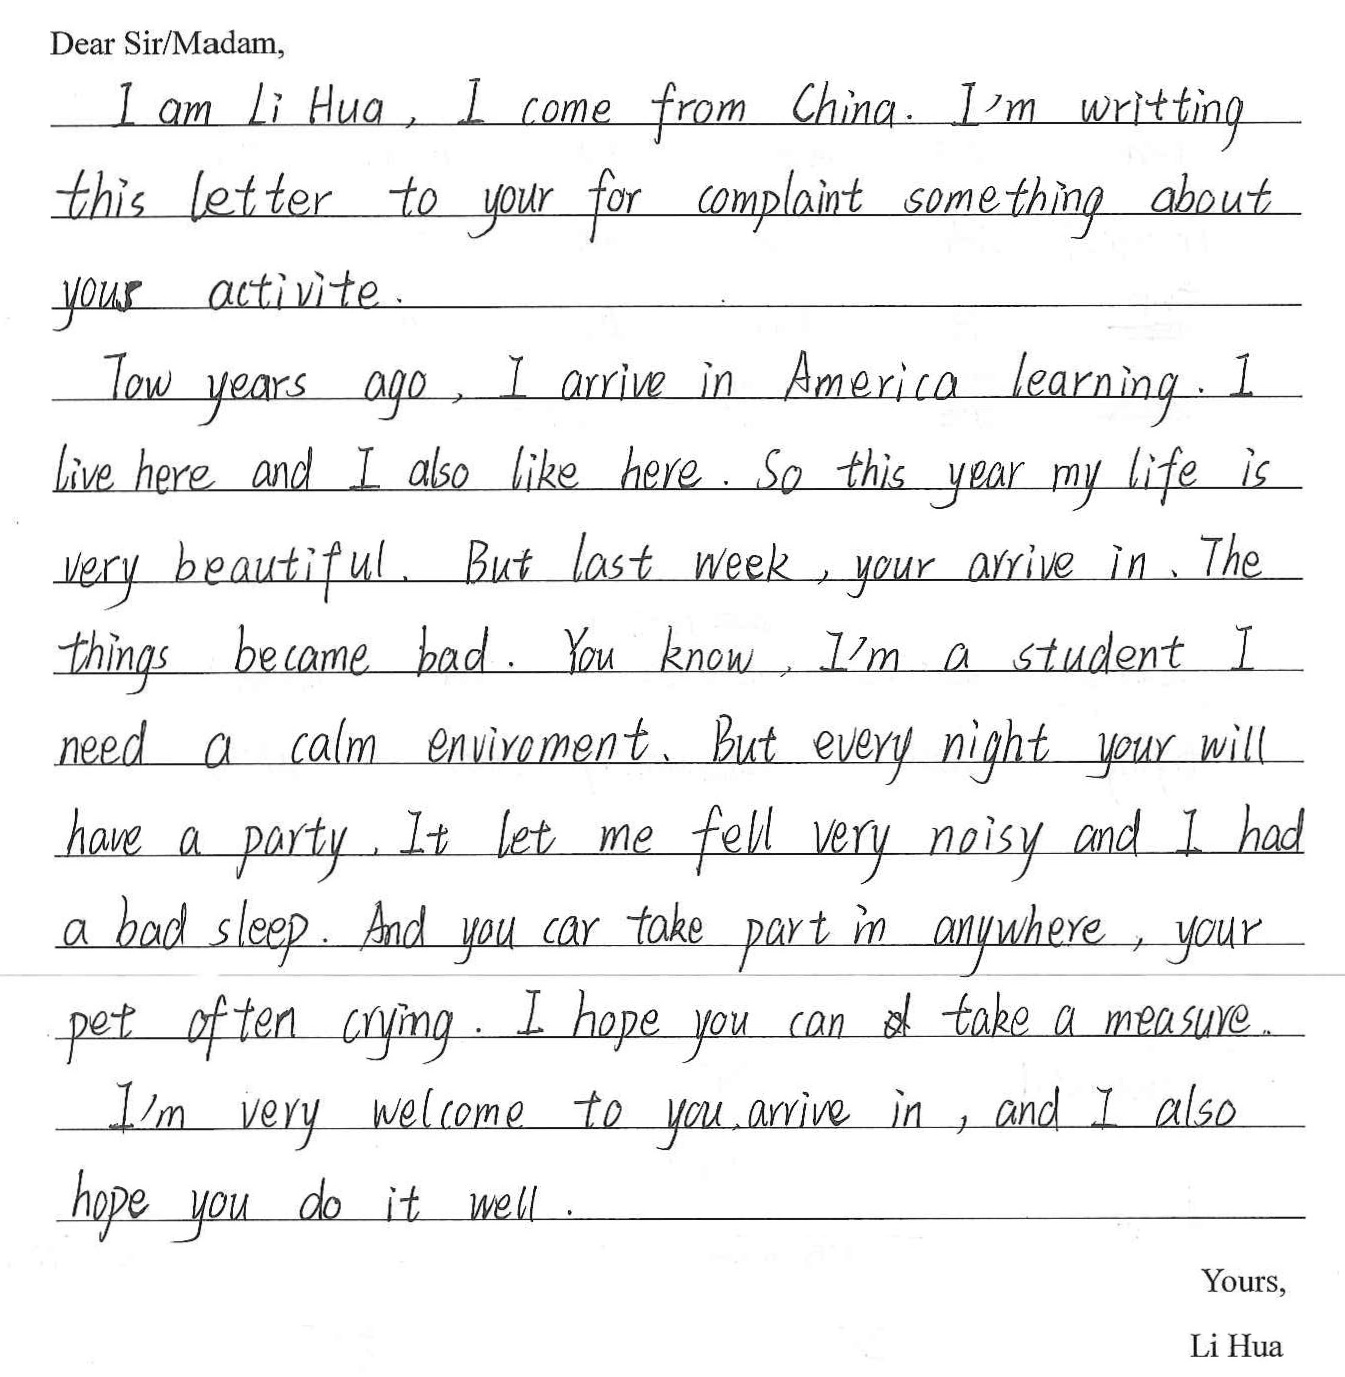 Dear Sir/Madam,
I am Li Hua, I come from China. I'm writting
this letter to your for complaint something about
your activite.
Tow years ago, I arrive in America learning. I
live here and I also like here. So this year my life is
very beautiful. But last week, your arrive in. The
things became bad. You know, I'm a student I
need a calm enviroment. But every night your will
have a party. It let me fell very noisy and I had
a bad sleep. And you car take part in anywhere, your
pet often crying. I hope you can take a measure.
I'm very welcome to you arrive in, and I also
hope you do it well.
Yours,
Li Hua